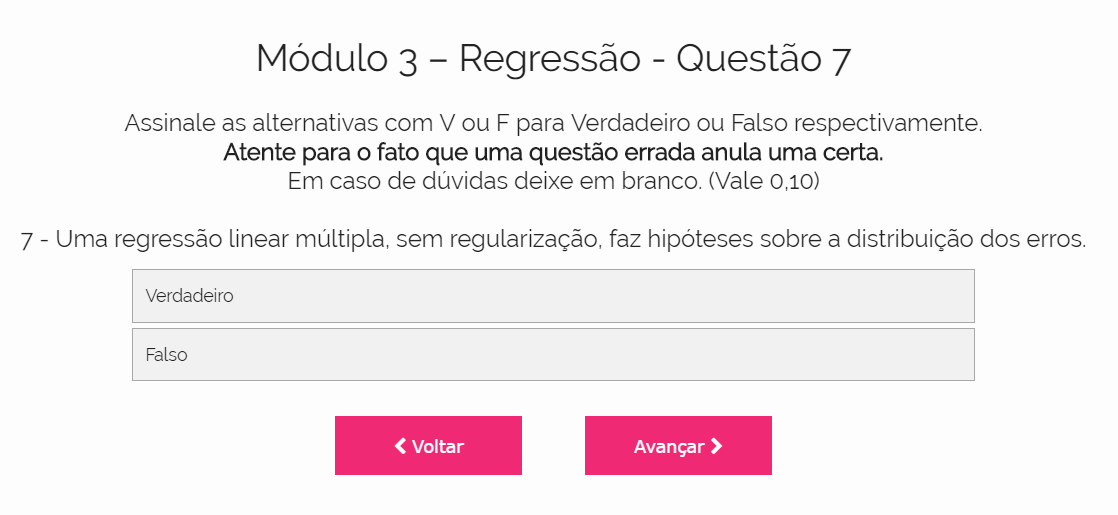 Módulo 3 – Regressão - Questão 7
Assinale as alternativas com V ou F para Verdadeiro ou Falso respectivamente.
Atente para o fato que uma questão errada anula uma certa.
Em caso de dúvidas deixe em branco. (Vale 0,10)
7 - Uma regressão linear múltipla, sem regularização, faz hipóteses sobre a distribuição dos erros.
Verdadeiro
Falso
Voltar
Avançar